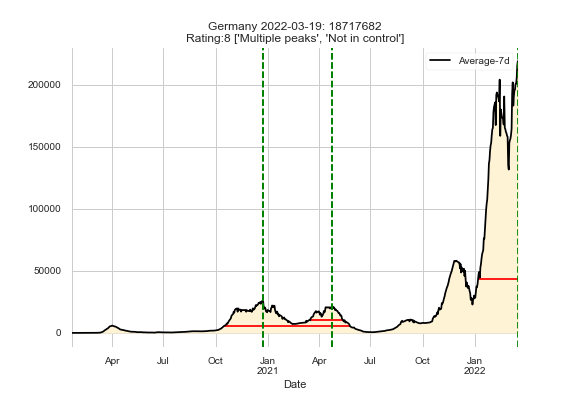 Germany 2022-03-19: 18717682
Rating:8 ['Multiple peaks', 'Not in control']
Average-7d
200000
150000
100000
50000
0
Apr
Jul
Oct
Jan
2021
Apr
Jul
Oct
Jan
2022
Date